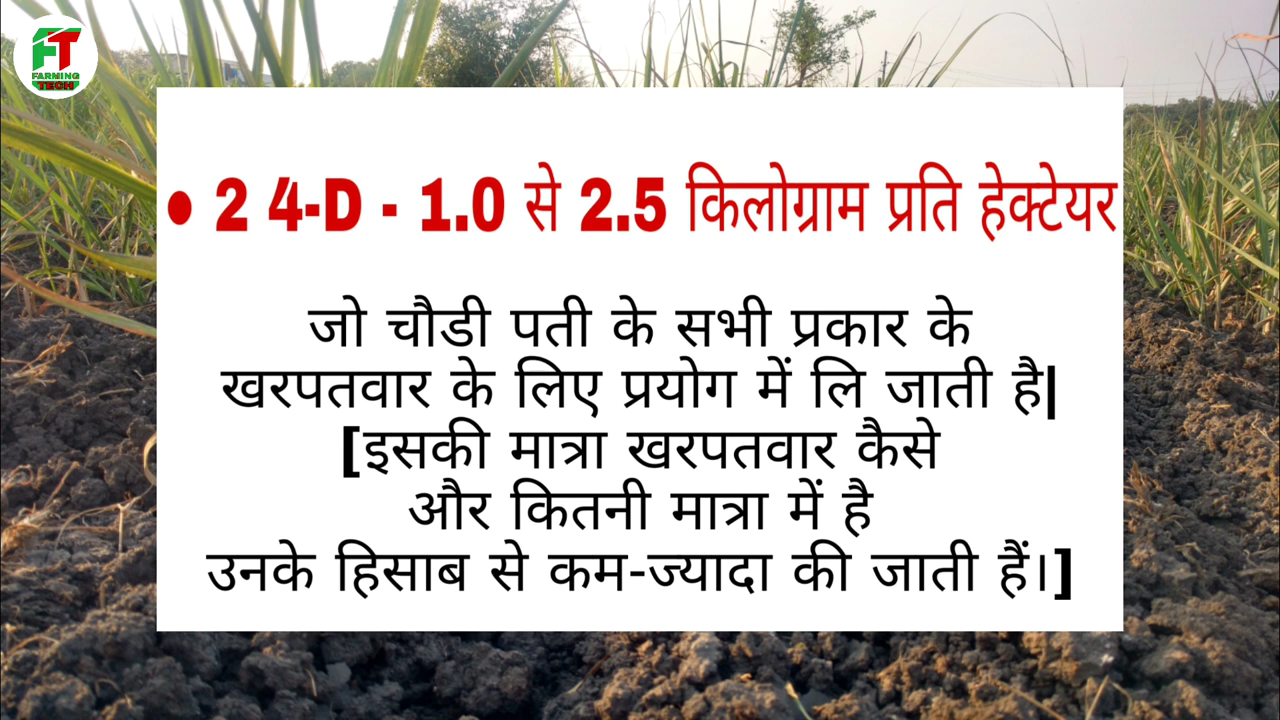 FT
FARMING
TECH
• 2 4-D - 1.0 से 2.5 किलोग्राम प्रति हेक्टेयर
जो चौडी पती के सभी प्रकार के
खरपतवार के लिए प्रयोग में लि जाती है|
[इसकी मात्रा खरपतवार कैसे
और कितनी मात्रा में है
उनके हिसाब से कम-ज्यादा की जाती हैं।]